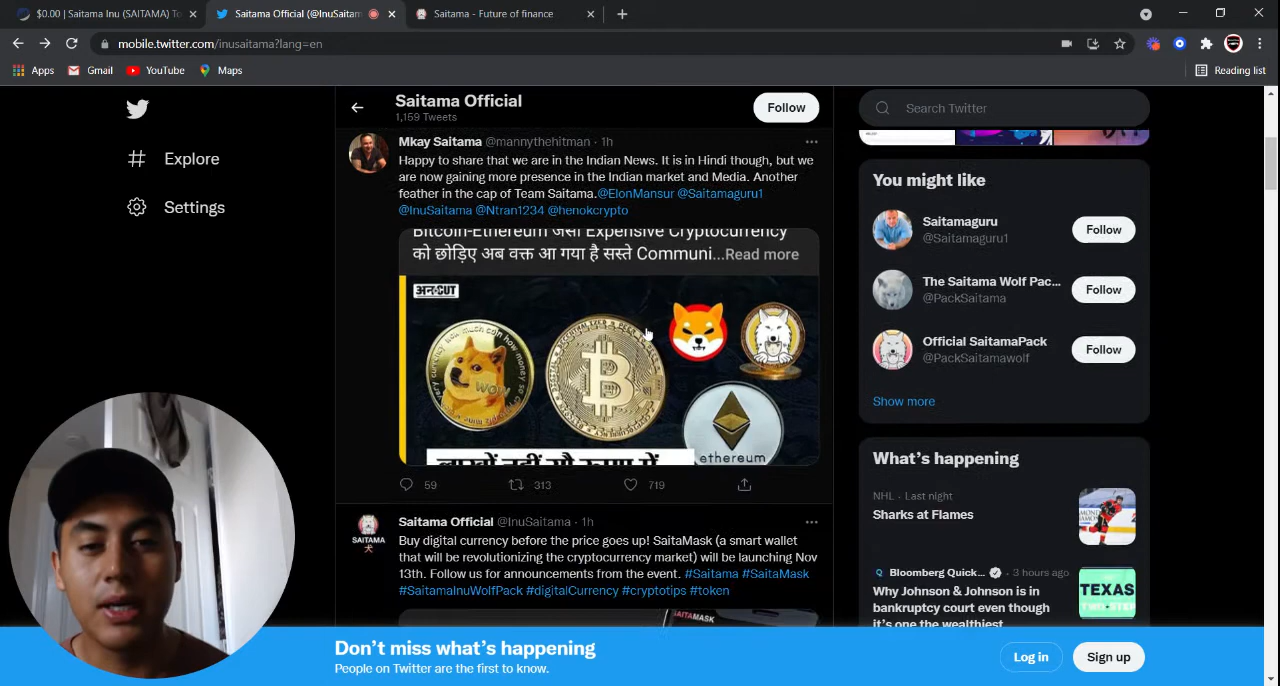 $0.00 | Saitama Inu (SAITAMA) To
Saitama Official (@InuSaitam
Saitama - Future of finance
mobile.twitter.com/inusaitama?lang=en
Apps
Gmail
YouTube
Maps
Reading list
Explore
Settings
Saitama Official
1,159 Tweets
Follow
Mkay Saitama @mannythehitman · 1h
Happy to share that we are in the Indian News. It is in Hindi though, but we
are now gaining more presence in the Indian market and Media. Another
feather in the cap of Team Saitama.@ElonMansur @Saitamaguru1
@InuSaitama @Ntran1234 @henokcrypto
Bitcoin-Ethereum जैसी Expensive Cryptocurrency
को छोड़िए अब वक्त आ गया है सस्ते Communi...Read more
अनकट
WOW
ethereum
59
313
719
Saitama Official @InuSaitama · 1h
Buy digital currency before the price goes up! SaitaMask (a smart wallet
that will be revolutionizing the cryptocurrency market) will be launching Nov
13th. Follow us for announcements from the event. #Saitama #SaitaMask
#SaitamaInuWolfPack #digitalCurrency #cryptotips #token
SAITAMA
SAITAMASK
Search Twitter
You might like
Saitamaguru
@Saitamaguru1
Follow
The Saitama Wolf Pac...
@PackSaitama
Follow
Official SaitamaPack
@PackSaitamawolf
Follow
Show more
What's happening
NHL · Last night
Sharks at Flames
Bloomberg Quick... · 3 hours ago
Why Johnson & Johnson is in
bankruptcy court even though
it's one the wealthiest
TEXAS
TWO-STEP
Don't miss what's happening
People on Twitter are the first to know.
Log in
Sign up